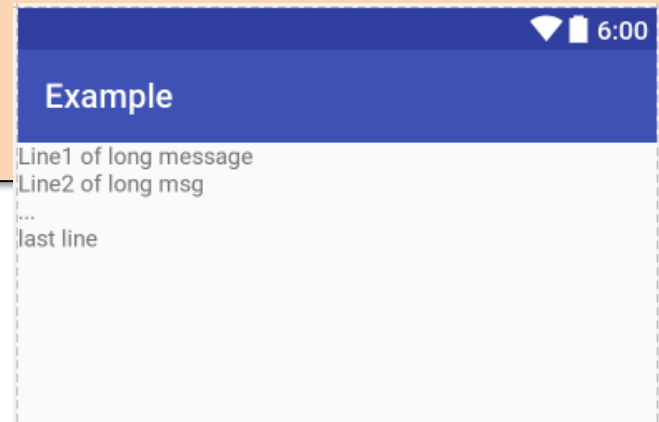 6:00
Example
Line1 of long message
Line2 of long msg
...
last line